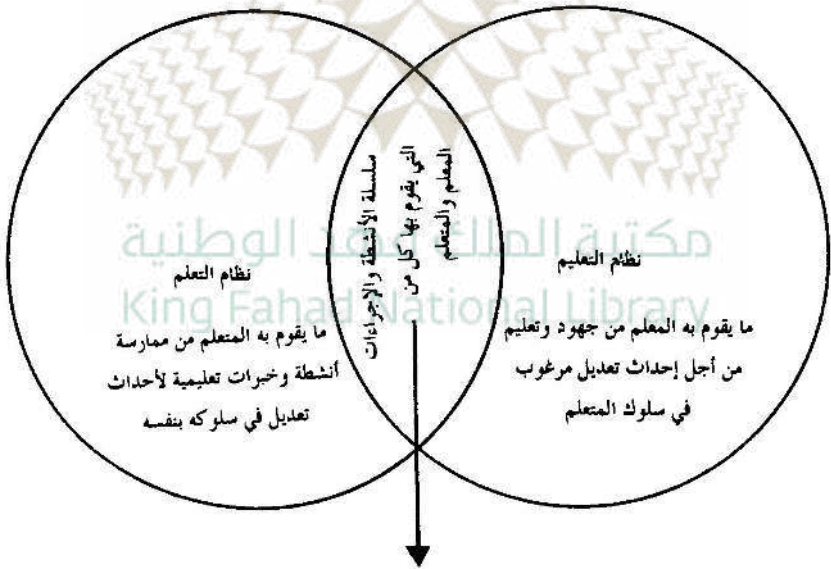 نظام التعليم
ما يقوم به المعلم من جهود وتعليم
من أجل إحداث تعديل مرغوب
في سلوك المتعلم
سلسلة الأنشطة والإجراءات
التي يقوم بها كل من
المعلم والمتعلم
نظام التعلم
ما يقوم به المتعلم من ممارسة
أنشطة وخبرات تعليمية لأحداث
تعديل في سلوكه بنفسه
مكتبة الملك فهد الوطنية
King Fahad National Library